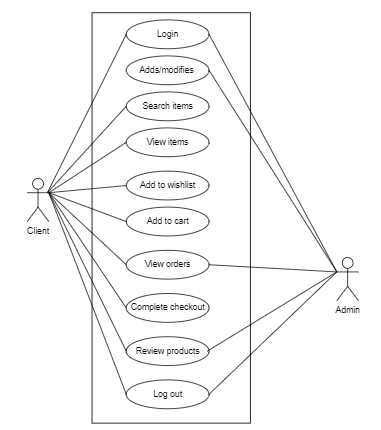 Login
Adds/modifies
Search items
View items
Add to wishlist
Add to cart
Client
View orders
Complete checkout
Admin
Review products
Log out